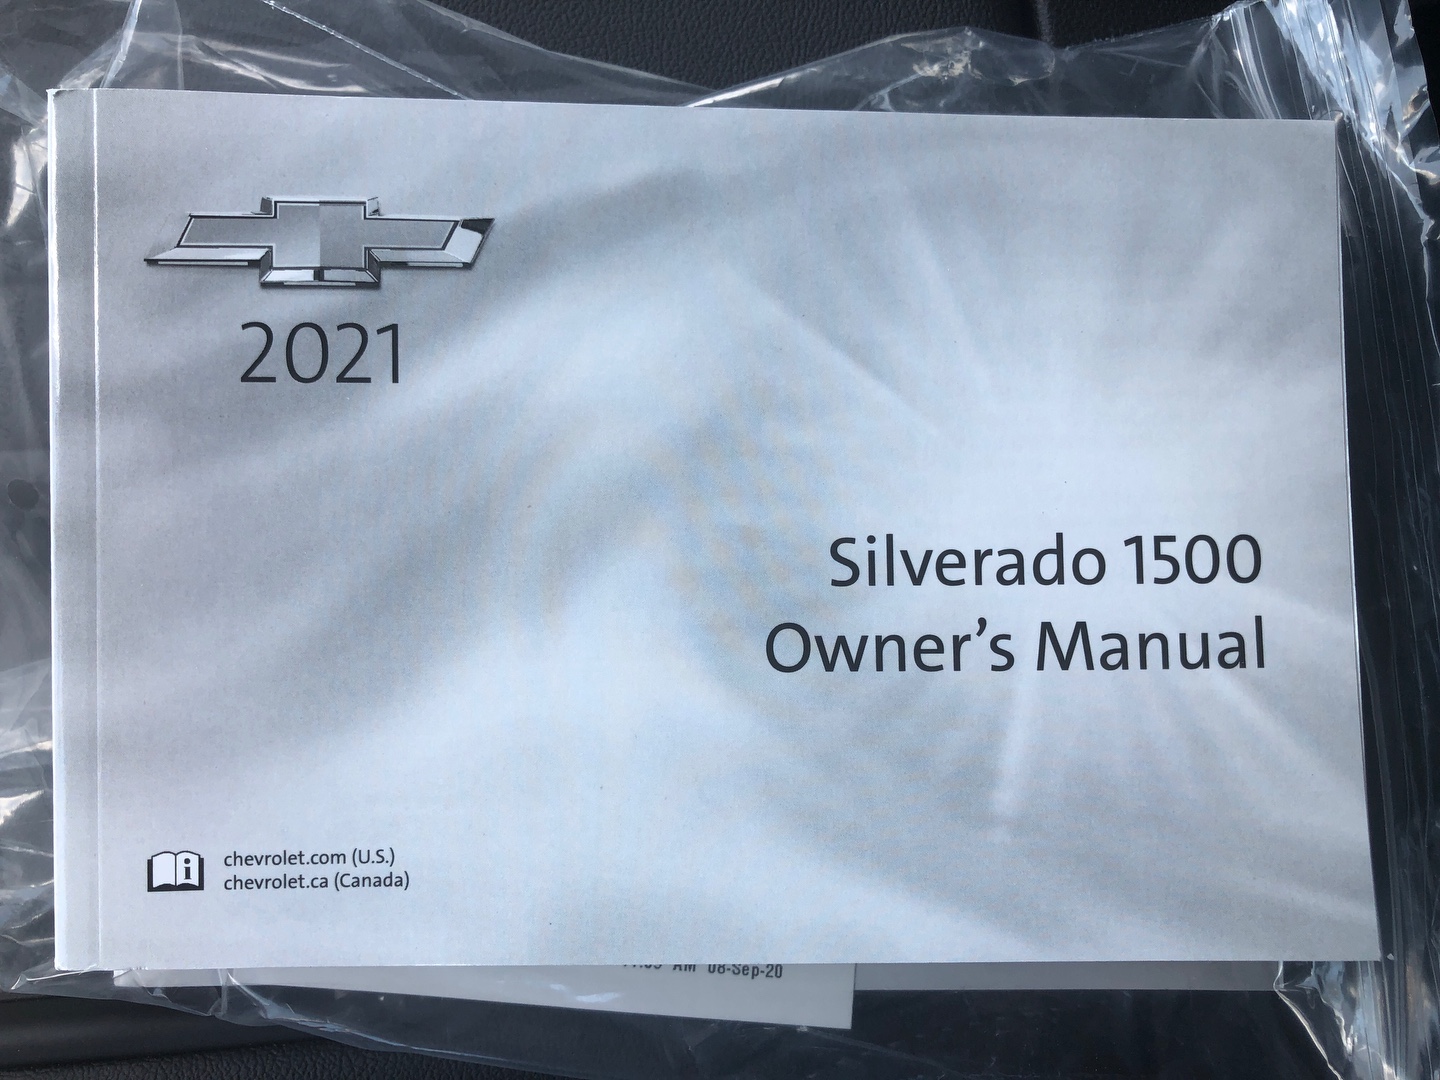 2021
Silverado 1500
Owner's Manual
i
chevrolet.com (U.S.)
chevrolet.ca (Canada)
AM 08-Sep-20